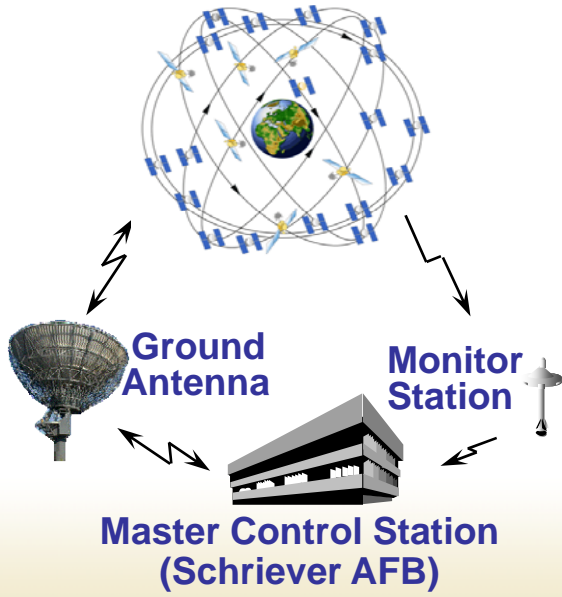 Ground
Antenna
Monitor
Station
Master Control Station
(Schriever AFB)